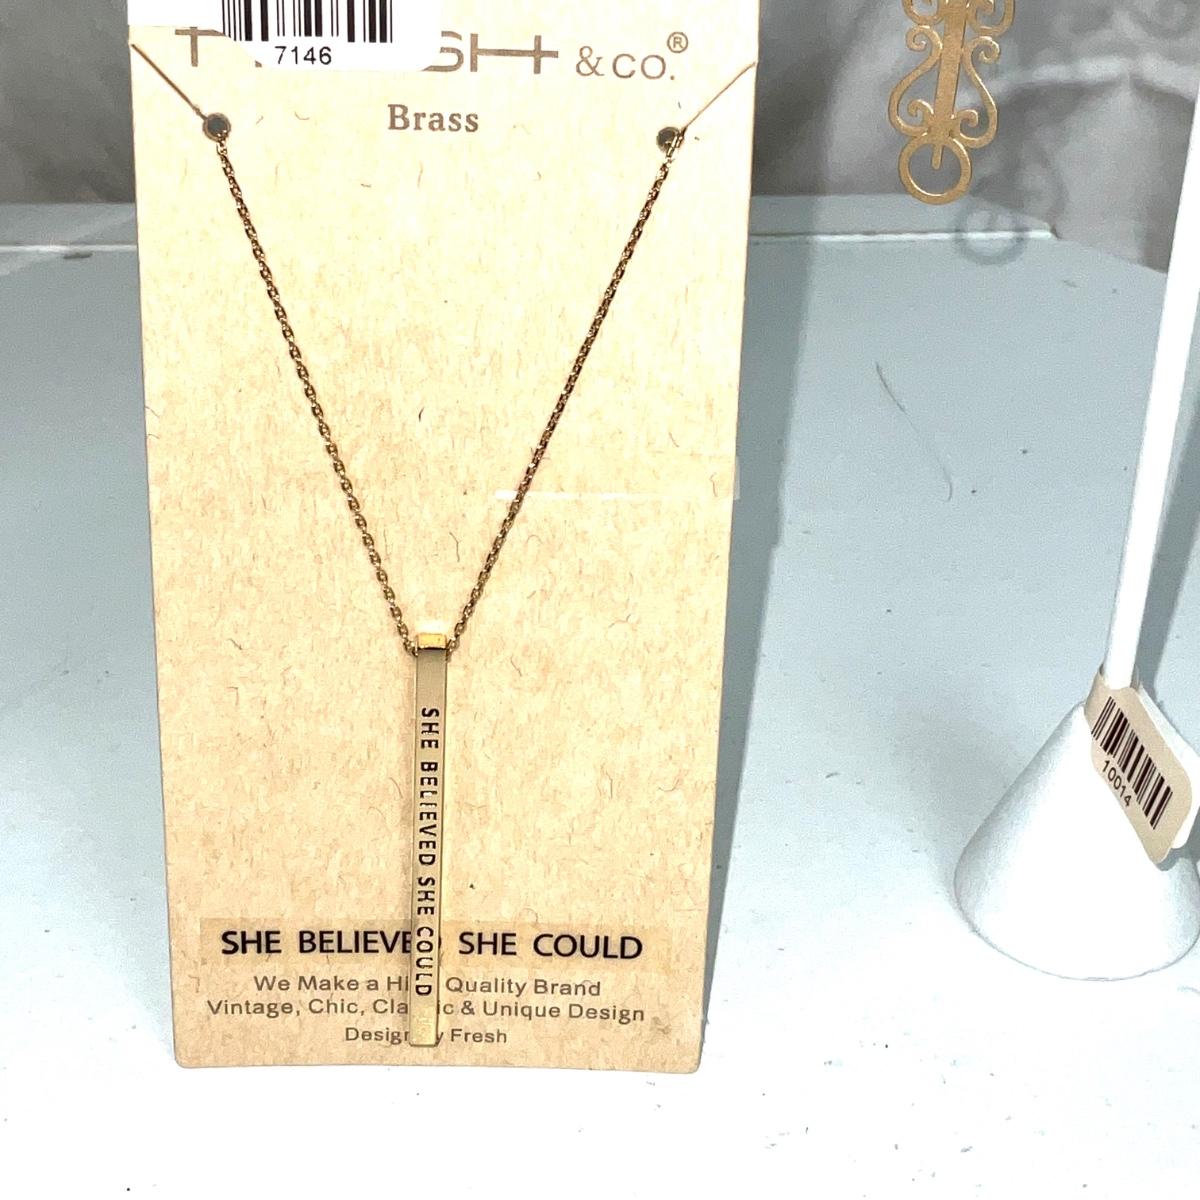 7146
& CO.®
Brass
SHE BELIEVED SHE COULD
SHE BELIEVE SHE COULD
We Make a Quality Brand
Vintage, Chic, & Unique Design
Fresh
10014